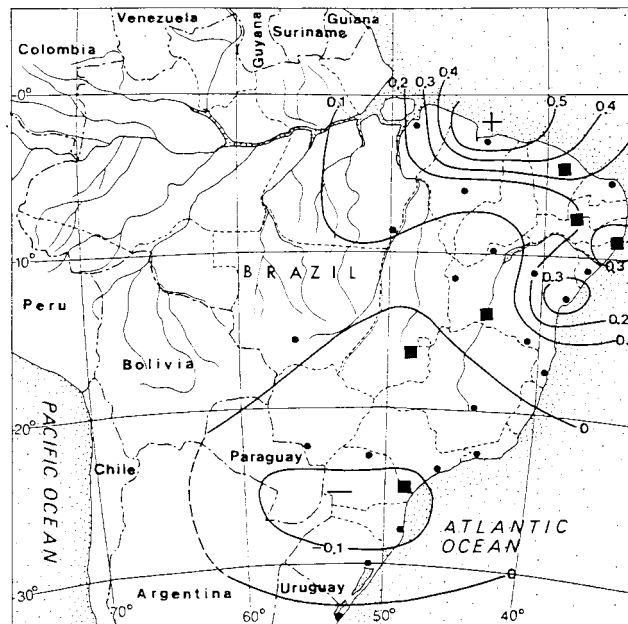 Venezuela
Guyana
Suriname
Guiana
Colombia
0.1
0.2
0.3
0.4
0.5
0.4
0°
+
10°
BRAZIL
0.3
0.3
0.2
Peru
Bolivia
20°
0
PACIFIC OCEAN
Chile
Paraguay
−
-0.1
ATLANTIC
OCEAN
30°
Argentina
Uruguay
0
70°
60°
50°
40°